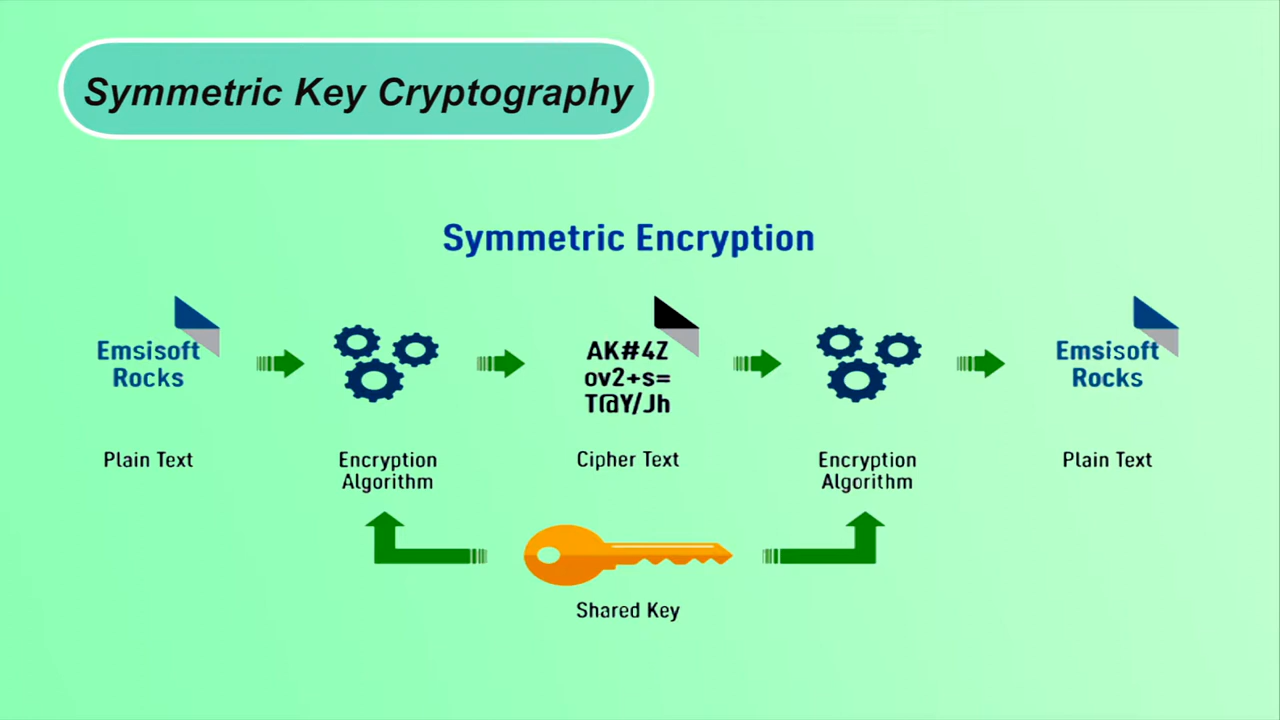 Symmetric Key Cryptography
Symmetric Encryption
Emsisoft
Rocks
AK#4Z
ov2+s=
T@Y/Jh
Emsisoft
Rocks
Plain Text
Encryption
Algorithm
Cipher Text
Encryption
Algorithm
Plain Text
Shared Key